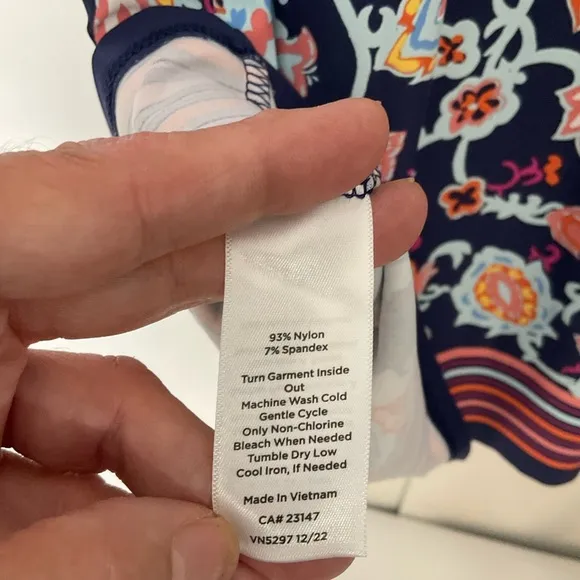 93% Nylon
7% Spandex
Turn Garment Inside
Out
Machine Wash Cold
Gentle Cycle
Only Non-Chlorine
Bleach When Needed
Tumble Dry Low
Cool Iron, If Needed
Made In Vietnam
CA# 23147
VN5297 12/22